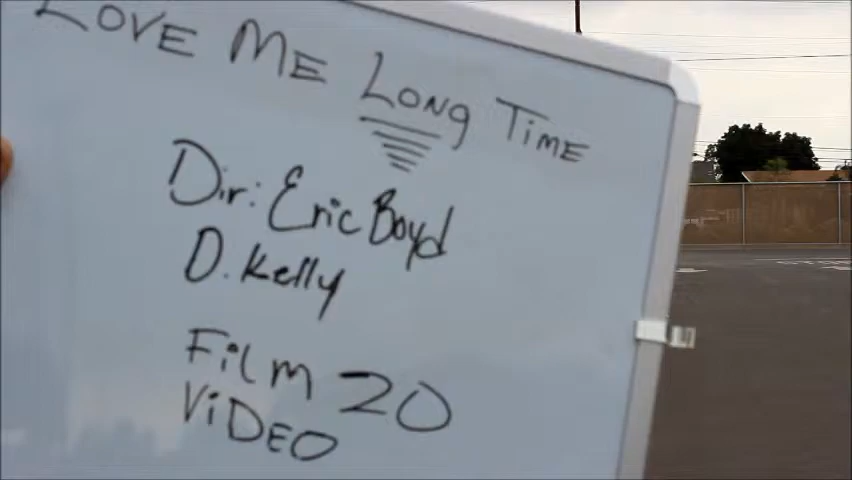 LOVE ME LONG TIME
Dir: Eric Boyd
D. Kelly
FiLM 20
ViDEO